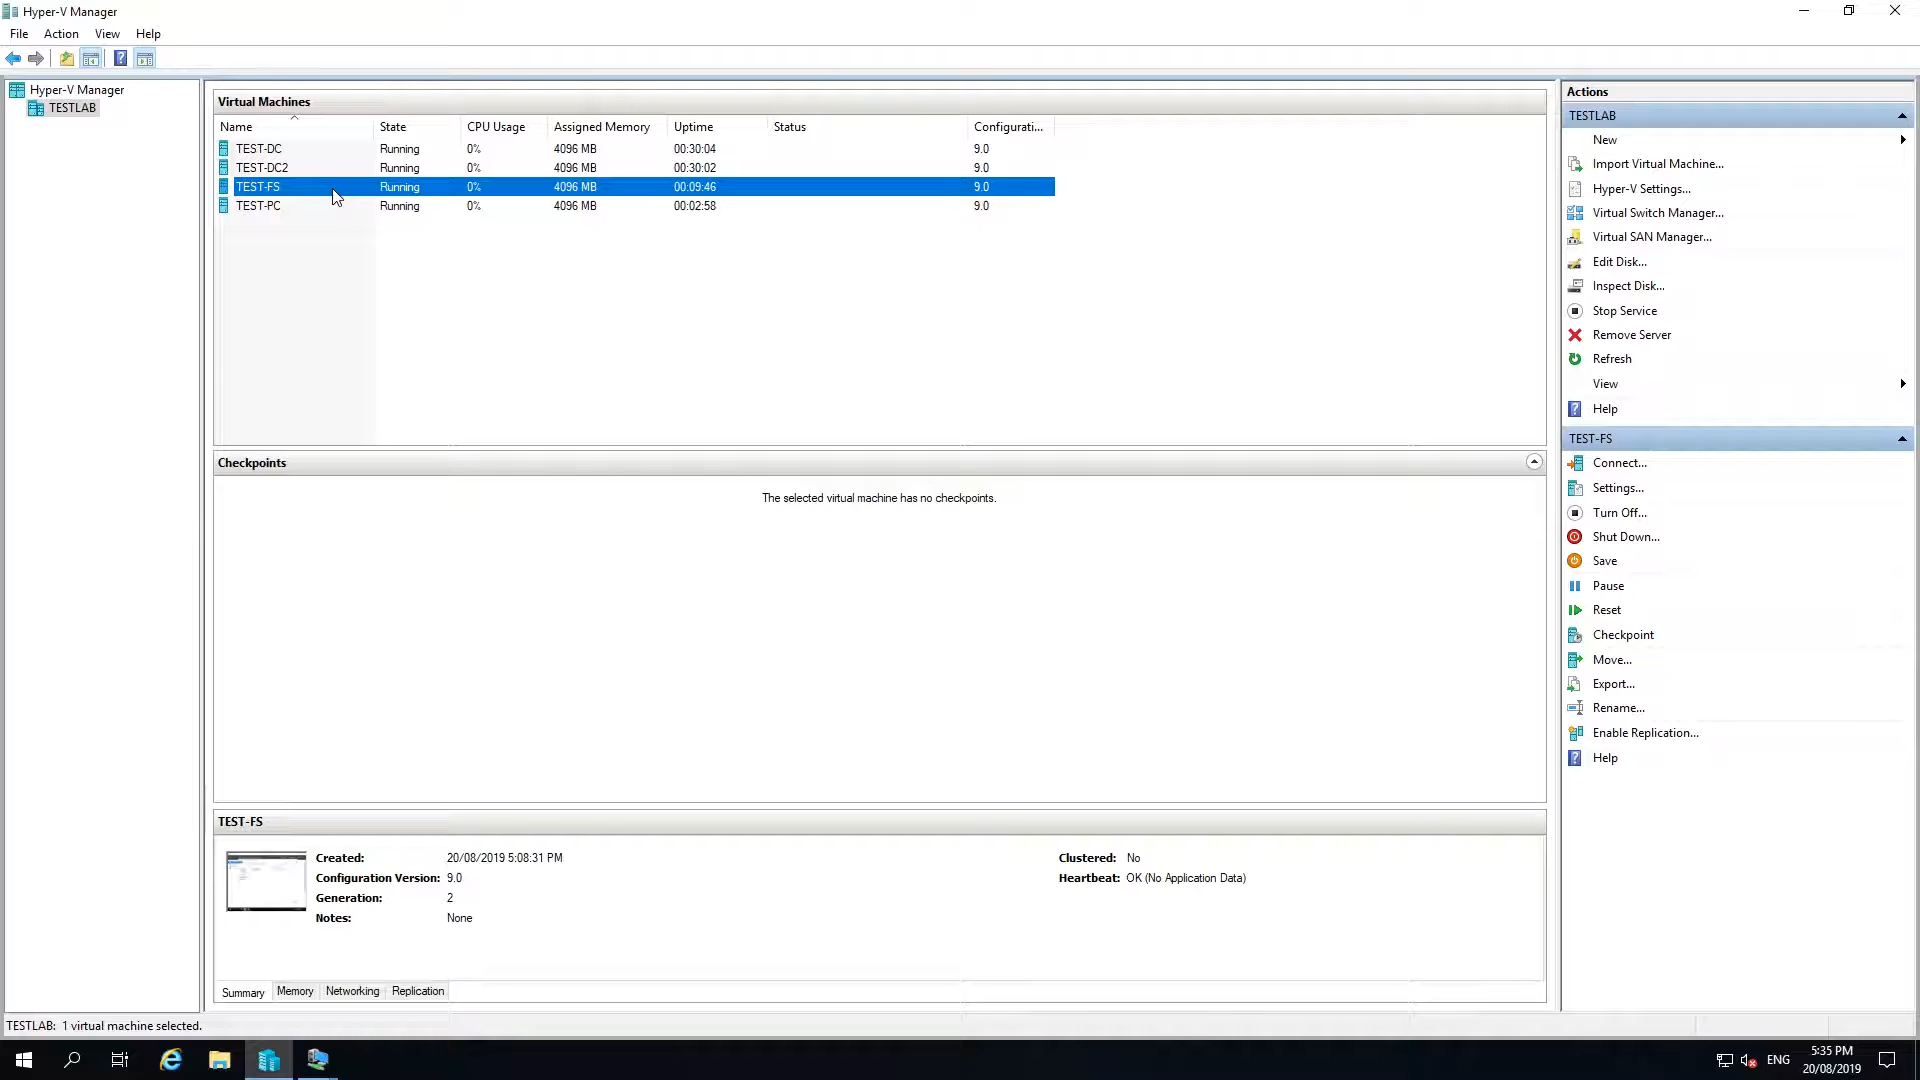 Hyper-V Manager
File Action View Help
Hyper-V Manager
TESTLAB
Virtual Machines
Name State CPU Usage Assigned Memory Uptime Status Configurati...
TEST-DC Running 0% 4096 MB 00:30:04 9.0
TEST-DC2 Running 0% 4096 MB 00:30:02 9.0
TEST-FS Running 0% 4096 MB 00:09:46 9.0
TEST-PC Running 0% 4096 MB 00:02:58 9.0
Checkpoints
The selected virtual machine has no checkpoints.
TEST-FS
Created: 20/08/2019 5:08:31 PM Clustered: No
Configuration Version: 9.0 Heartbeat: OK (No Application Data)
Generation: 2
Notes: None
Summary Memory Networking Replication
Actions
TESTLAB
New
Import Virtual Machine...
Hyper-V Settings...
Virtual Switch Manager...
Virtual SAN Manager...
Edit Disk...
Inspect Disk...
Stop Service
Remove Server
Refresh
View
Help
TEST-FS
Connect...
Settings...
Turn Off...
Shut Down...
Save
Pause
Reset
Checkpoint
Move...
Export...
Rename...
Enable Replication...
Help
TESTLAB: 1 virtual machine selected.
ENG
5:35 PM
20/08/2019